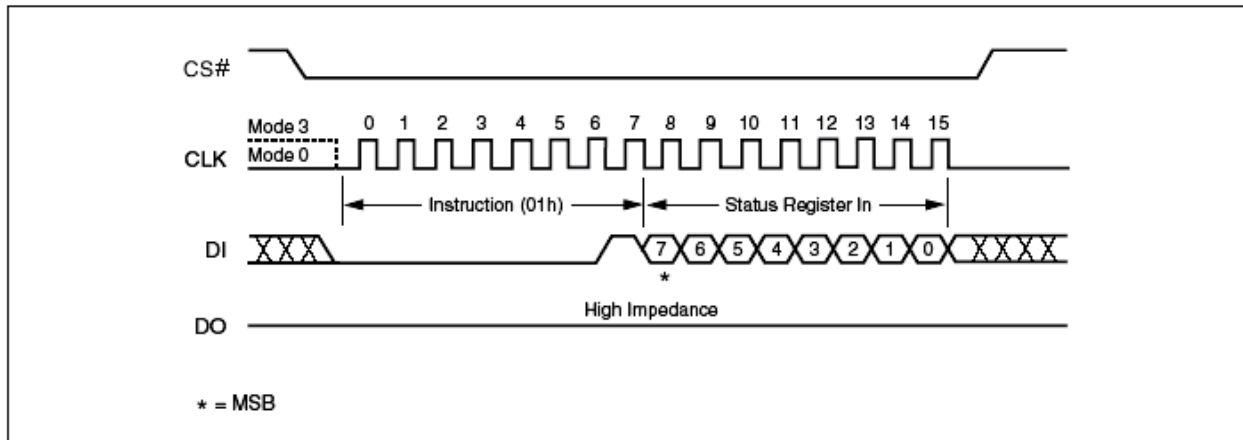 CS#
Mode 3
0 1 2 3 4 5 6 7 8 9 10 11 12 13 14 15
CLK
Mode 0
Instruction (01h)
Status Register In
DI
7 6 5 4 3 2 1 0
*
High Impedance
DO
* = MSB